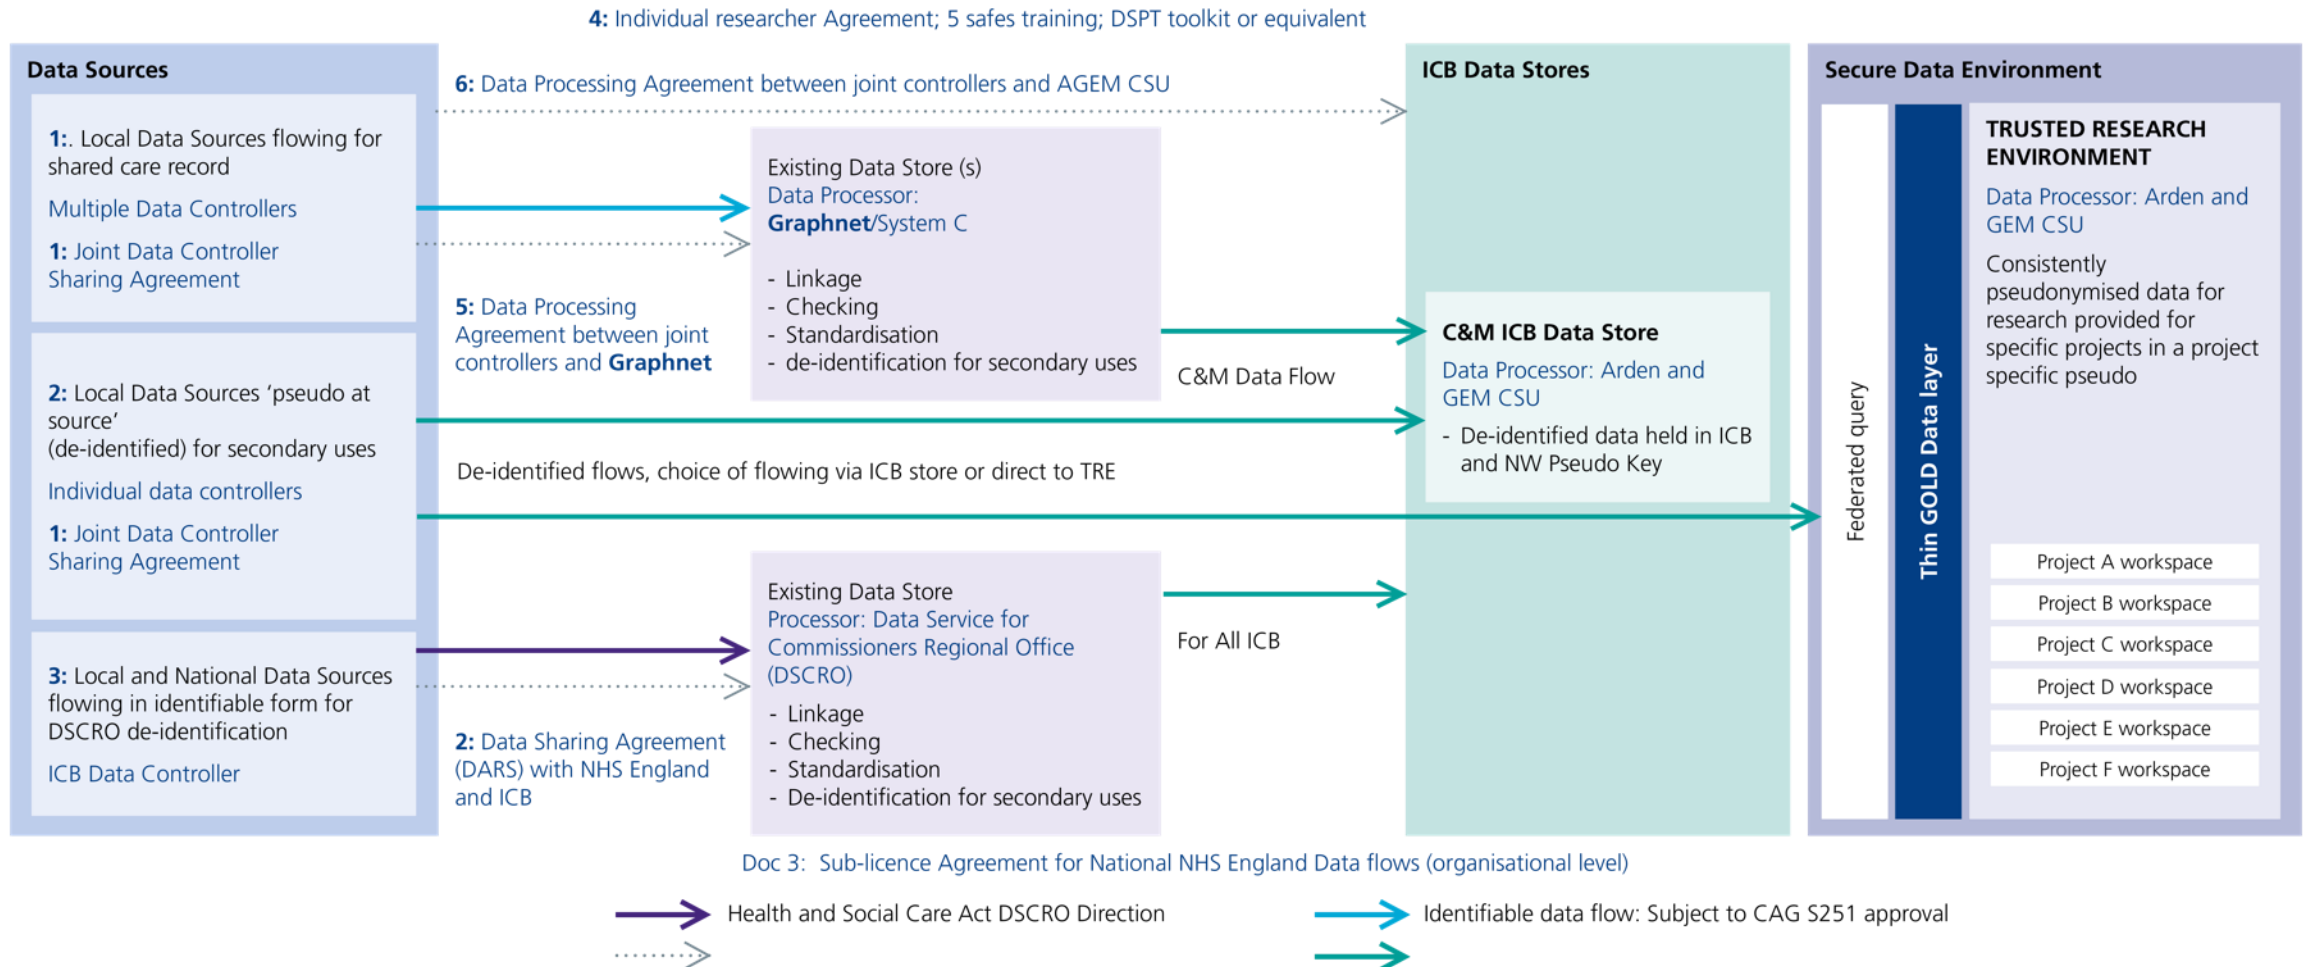 4: Individual researcher Agreement; 5 safes training; DSPT toolkit or equivalent
Data Sources
1:. Local Data Sources flowing for
shared care record
Multiple Data Controllers
1: Joint Data Controller
Sharing Agreement
2: Local Data Sources ‘pseudo at
source’
(de-identified) for secondary uses
Individual data controllers
1: Joint Data Controller
Sharing Agreement
3: Local and National Data Sources
flowing in identifiable form for
DSCRO de-identification
ICB Data Controller
6: Data Processing Agreement between joint controllers and AGEM CSU
5: Data Processing
Agreement between joint
controllers and Graphnet
Existing Data Store (s)
Data Processor:
Graphnet/System C
- Linkage
- Checking
- Standardisation
- de-identification for secondary uses
C&M Data Flow
De-identified flows, choice of flowing via ICB store or direct to TRE
2: Data Sharing Agreement
(DARS) with NHS England
and ICB
Existing Data Store
Processor: Data Service for
Commissioners Regional Office
(DSCRO)
- Linkage
- Checking
- Standardisation
- De-identification for secondary uses
For All ICB
ICB Data Stores
C&M ICB Data Store
Data Processor: Arden and
GEM CSU
- De-identified data held in ICB
and NW Pseudo Key
Secure Data Environment
Federated query
Thin GOLD Data layer
TRUSTED RESEARCH
ENVIRONMENT
Data Processor: Arden and
GEM CSU
Consistently
pseudonymised data for
research provided for
specific projects in a project
specific pseudo
Project A workspace
Project B workspace
Project C workspace
Project D workspace
Project E workspace
Project F workspace
Doc 3: Sub-licence Agreement for National NHS England Data flows (organisational level)
Health and Social Care Act DSCRO Direction
Identifiable data flow: Subject to CAG S251 approval